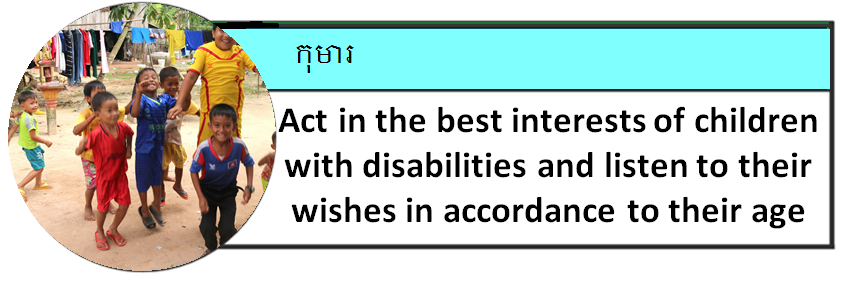 កុមារ
Act in the best interests of children
with disabilities and listen to their
wishes in accordance to their age